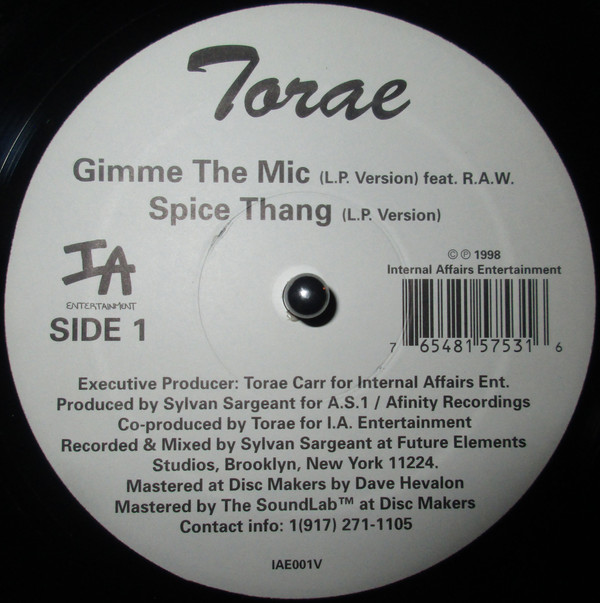 Torae
Gimme The Mic (L.P. Version) feat. R.A.W.
Spice Thang (L.P. Version)
IA
ENTERTAINMENT
SIDE 1
© ℗ 1998
Internal Affairs Entertainment
7 65481 57531 6
Executive Producer: Torae Carr for Internal Affairs Ent.
Produced by Sylvan Sargeant for A.S.1 / Afinity Recordings
Co-produced by Torae for I.A. Entertainment
Recorded & Mixed by Sylvan Sargeant at Future Elements
Studios, Brooklyn, New York 11224.
Mastered at Disc Makers by Dave Hevalon
Mastered by The SoundLab™ at Disc Makers
Contact info: 1(917) 271-1105
IAE001V